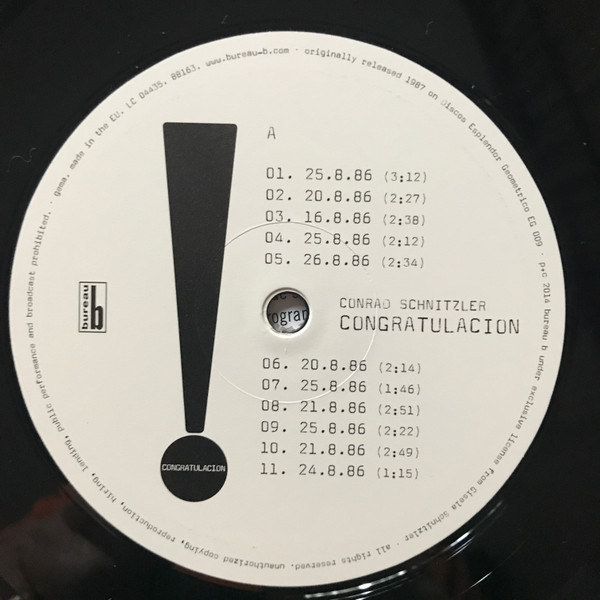 A
01. 25.8.86 (3:12)
02. 20.8.86 (2:27)
03. 16.8.86 (2:38)
04. 25.8.86 (2:12)
05. 26.8.86 (2:34)
CONRAD SCHNITZLER
CONGRATULACION
06. 20.8.86 (2:14)
07. 25.8.86 (1:46)
08. 21.8.86 (2:51)
09. 25.8.86 (2:22)
10. 21.8.86 (2:49)
11. 24.8.86 (1:15)
bureau b
CONGRATULACION
www.bureau-b.com · originally released 1987 on Discos Esplendor Geometrico EG 009 · p+c 2014 bureau b under exclusive license from Gisela Schnitzler · all rights reserved. unauthorized copying, reproduction, hiring, lending, public performance and broadcast prohibited. · gema. made in the EU. LC 04435. 88163.